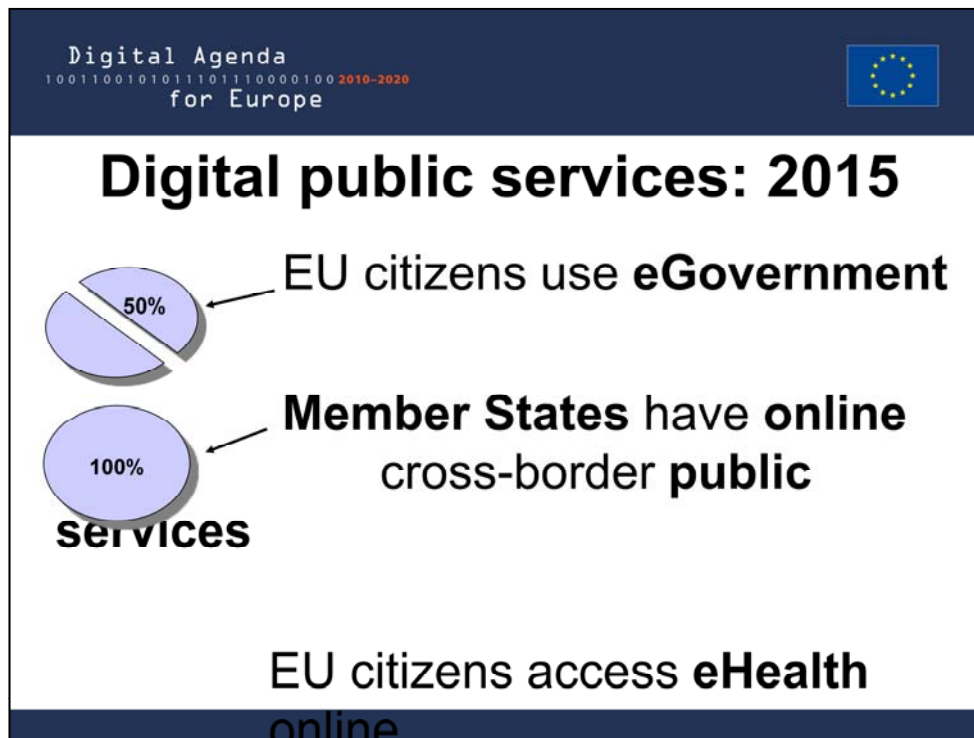 Digital Agenda
1001100101011101110000100 2010–2020
for Europe
Digital public services: 2015
EU citizens use eGovernment
50%
Member States have online
100%
cross-border public
services
EU citizens access eHealth
online